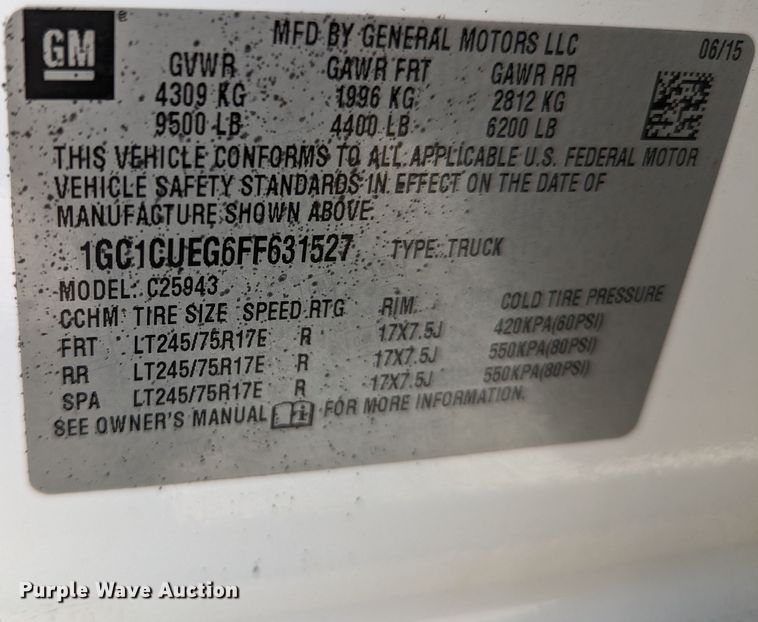 GM
MFD BY GENERAL MOTORS LLC
06/15
GVWR GAWR FRT GAWR RR
4309 KG 1996 KG 2812 KG
9500 LB 4400 LB 6200 LB
THIS VEHICLE CONFORMS TO ALL APPLICABLE U.S. FEDERAL MOTOR
VEHICLE SAFETY STANDARDS IN EFFECT ON THE DATE OF
MANUFACTURE SHOWN ABOVE.
1GC1CUEG6FF631527 TYPE: TRUCK
MODEL: C25943
CCHM TIRE SIZE SPEED RTG RIM COLD TIRE PRESSURE
FRT LT245/75R17E R 17X7.5J 420KPA(60PSI)
RR LT245/75R17E R 17X7.5J 550KPA(80PSI)
SPA LT245/75R17E R 17X7.5J 550KPA(80PSI)
SEE OWNER'S MANUAL FOR MORE INFORMATION.
Purple Wave Auction